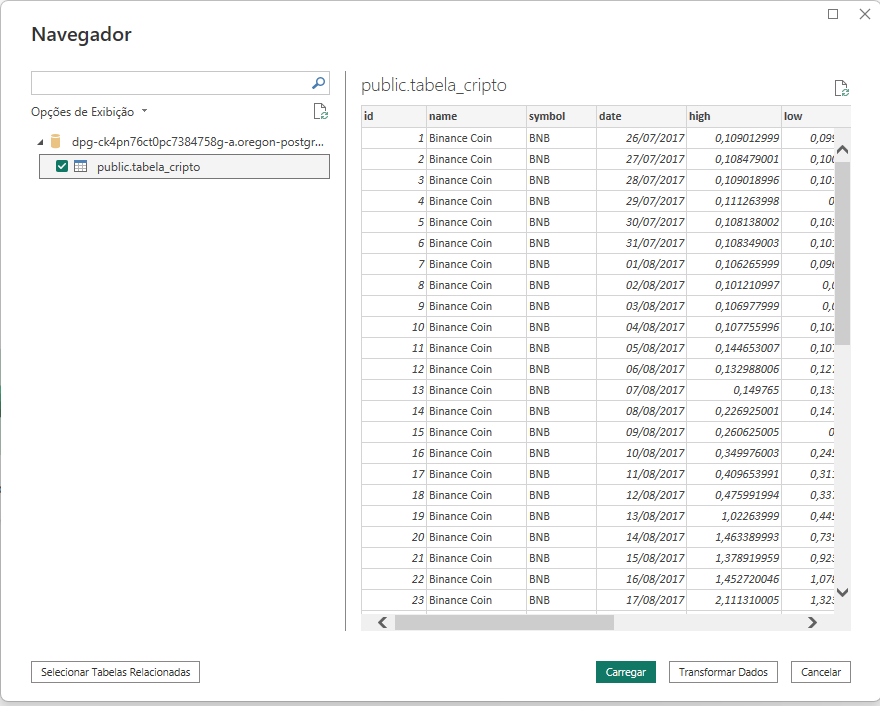 Navegador
Opções de Exibição
dpg-ck4pn76ct0pc7384758g-a.oregon-postgr...
public.tabela_cripto
public.tabela_cripto
id name symbol date high low
1 Binance Coin BNB 26/07/2017 0,109012999 0,099
2 Binance Coin BNB 27/07/2017 0,108479001 0,100
3 Binance Coin BNB 28/07/2017 0,109018996 0,101
4 Binance Coin BNB 29/07/2017 0,111263998 0
5 Binance Coin BNB 30/07/2017 0,108138002 0,103
6 Binance Coin BNB 31/07/2017 0,108349003 0,101
7 Binance Coin BNB 01/08/2017 0,106265999 0,096
8 Binance Coin BNB 02/08/2017 0,101210997 0,0
9 Binance Coin BNB 03/08/2017 0,106977999 0,0
10 Binance Coin BNB 04/08/2017 0,107755996 0,102
11 Binance Coin BNB 05/08/2017 0,144653007 0,107
12 Binance Coin BNB 06/08/2017 0,132988006 0,127
13 Binance Coin BNB 07/08/2017 0,149765 0,133
14 Binance Coin BNB 08/08/2017 0,226925001 0,147
15 Binance Coin BNB 09/08/2017 0,260625005 0
16 Binance Coin BNB 10/08/2017 0,349976003 0,245
17 Binance Coin BNB 11/08/2017 0,409653991 0,311
18 Binance Coin BNB 12/08/2017 0,475991994 0,337
19 Binance Coin BNB 13/08/2017 1,02263999 0,445
20 Binance Coin BNB 14/08/2017 1,463389993 0,735
21 Binance Coin BNB 15/08/2017 1,378919959 0,923
22 Binance Coin BNB 16/08/2017 1,452720046 1,078
23 Binance Coin BNB 17/08/2017 2,111310005 1,323
Selecionar Tabelas Relacionadas
Carregar
Transformar Dados
Cancelar